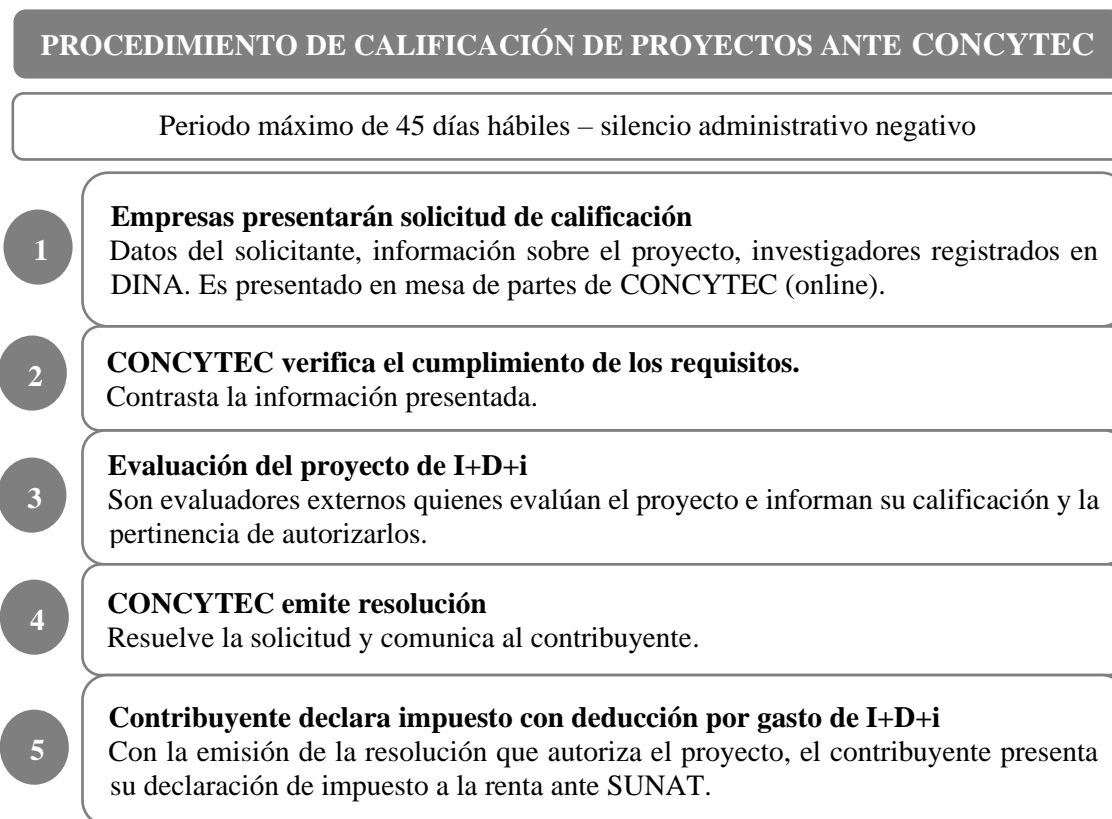 PROCEDIMIENTO DE CALIFICACIÓN DE PROYECTOS ANTE CONCYTEC
Periodo máximo de 45 días hábiles – silencio administrativo negativo
1
Empresas presentarán solicitud de calificación
Datos del solicitante, información sobre el proyecto, investigadores registrados en
DINA. Es presentado en mesa de partes de CONCYTEC (online).
2
CONCYTEC verifica el cumplimiento de los requisitos.
Contrasta la información presentada.
3
Evaluación del proyecto de I+D+i
Son evaluadores externos quienes evalúan el proyecto e informan su calificación y la
pertinencia de autorizarlos.
4
CONCYTEC emite resolución
Resuelve la solicitud y comunica al contribuyente.
5
Contribuyente declara impuesto con deducción por gasto de I+D+i
Con la emisión de la resolución que autoriza el proyecto, el contribuyente presenta
su declaración de impuesto a la renta ante SUNAT.